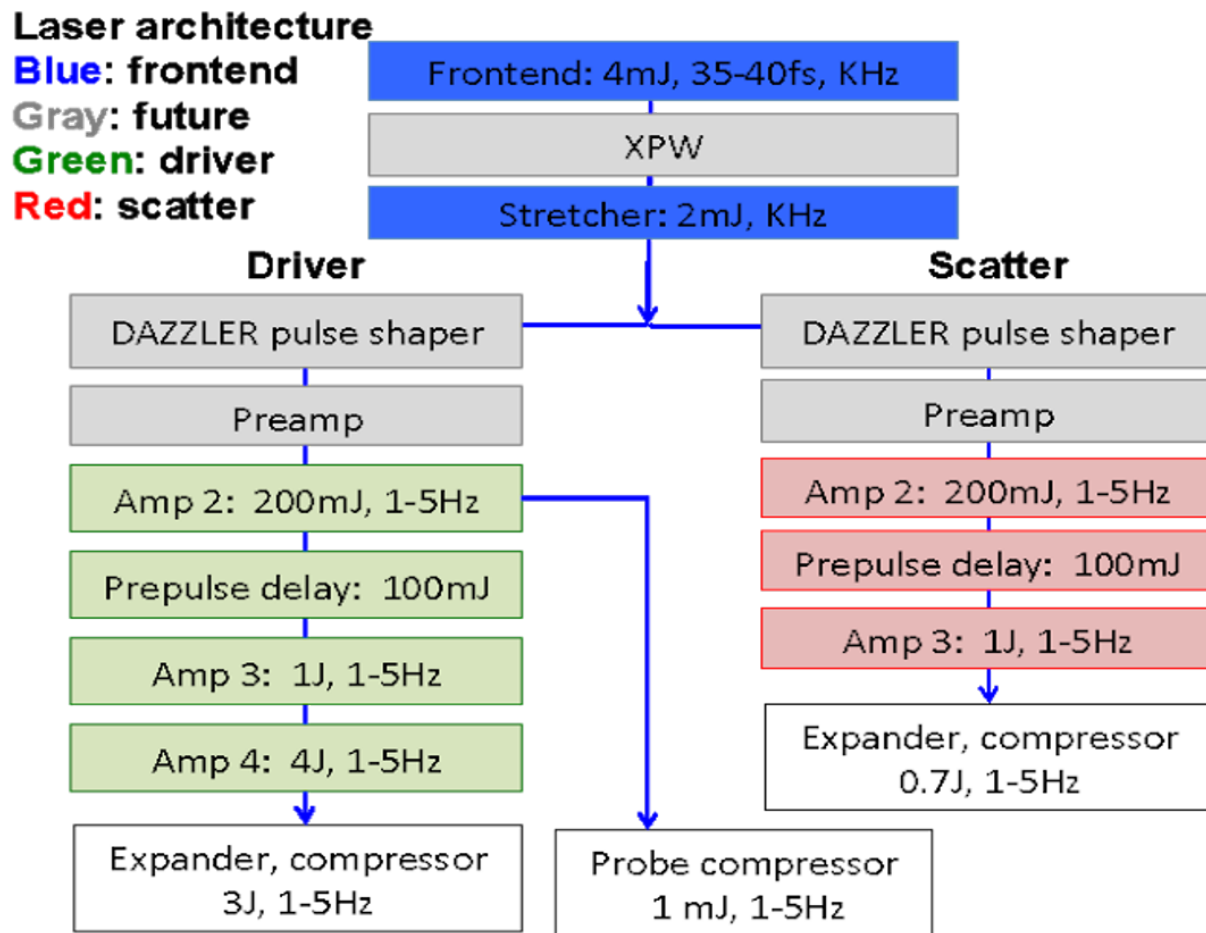 Laser architecture
Blue: frontend
Gray: future
Green: driver
Red: scatter
Frontend: 4mJ, 35-40fs, KHz
XPW
Stretcher: 2mJ, KHz
Driver
DAZZLER pulse shaper
Preamp
Amp 2: 200mJ, 1-5Hz
Prepulse delay: 100mJ
Amp 3: 1J, 1-5Hz
Amp 4: 4J, 1-5Hz
Expander, compressor
3J, 1-5Hz
Probe compressor
1 mJ, 1-5Hz
Scatter
DAZZLER pulse shaper
Preamp
Amp 2: 200mJ, 1-5Hz
Prepulse delay: 100mJ
Amp 3: 1J, 1-5Hz
Expander, compressor
0.7J, 1-5Hz